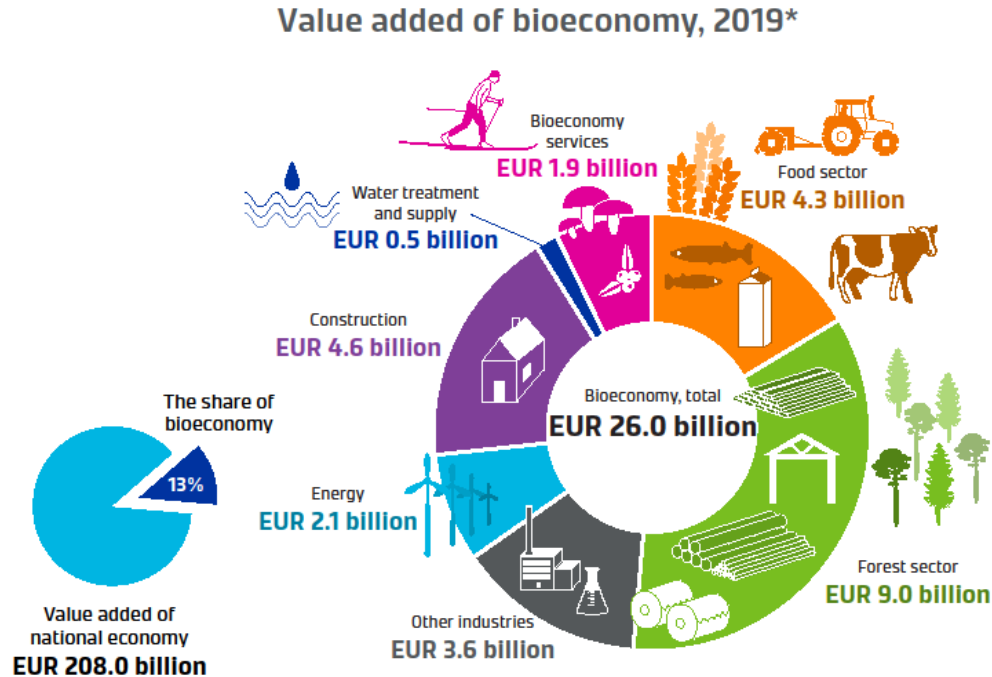 Value added of bioeconomy, 2019*
Bioeconomy
services
EUR 1.9 billion
Food sector
EUR 4.3 billion
Water treatment
and supply
EUR 0.5 billion
Construction
EUR 4.6 billion
Bioeconomy, total
EUR 26.0 billion
The share of
bioeconomy
13%
Energy
EUR 2.1 billion
Forest sector
EUR 9.0 billion
Other industries
EUR 3.6 billion
Value added of
national economy
EUR 208.0 billion